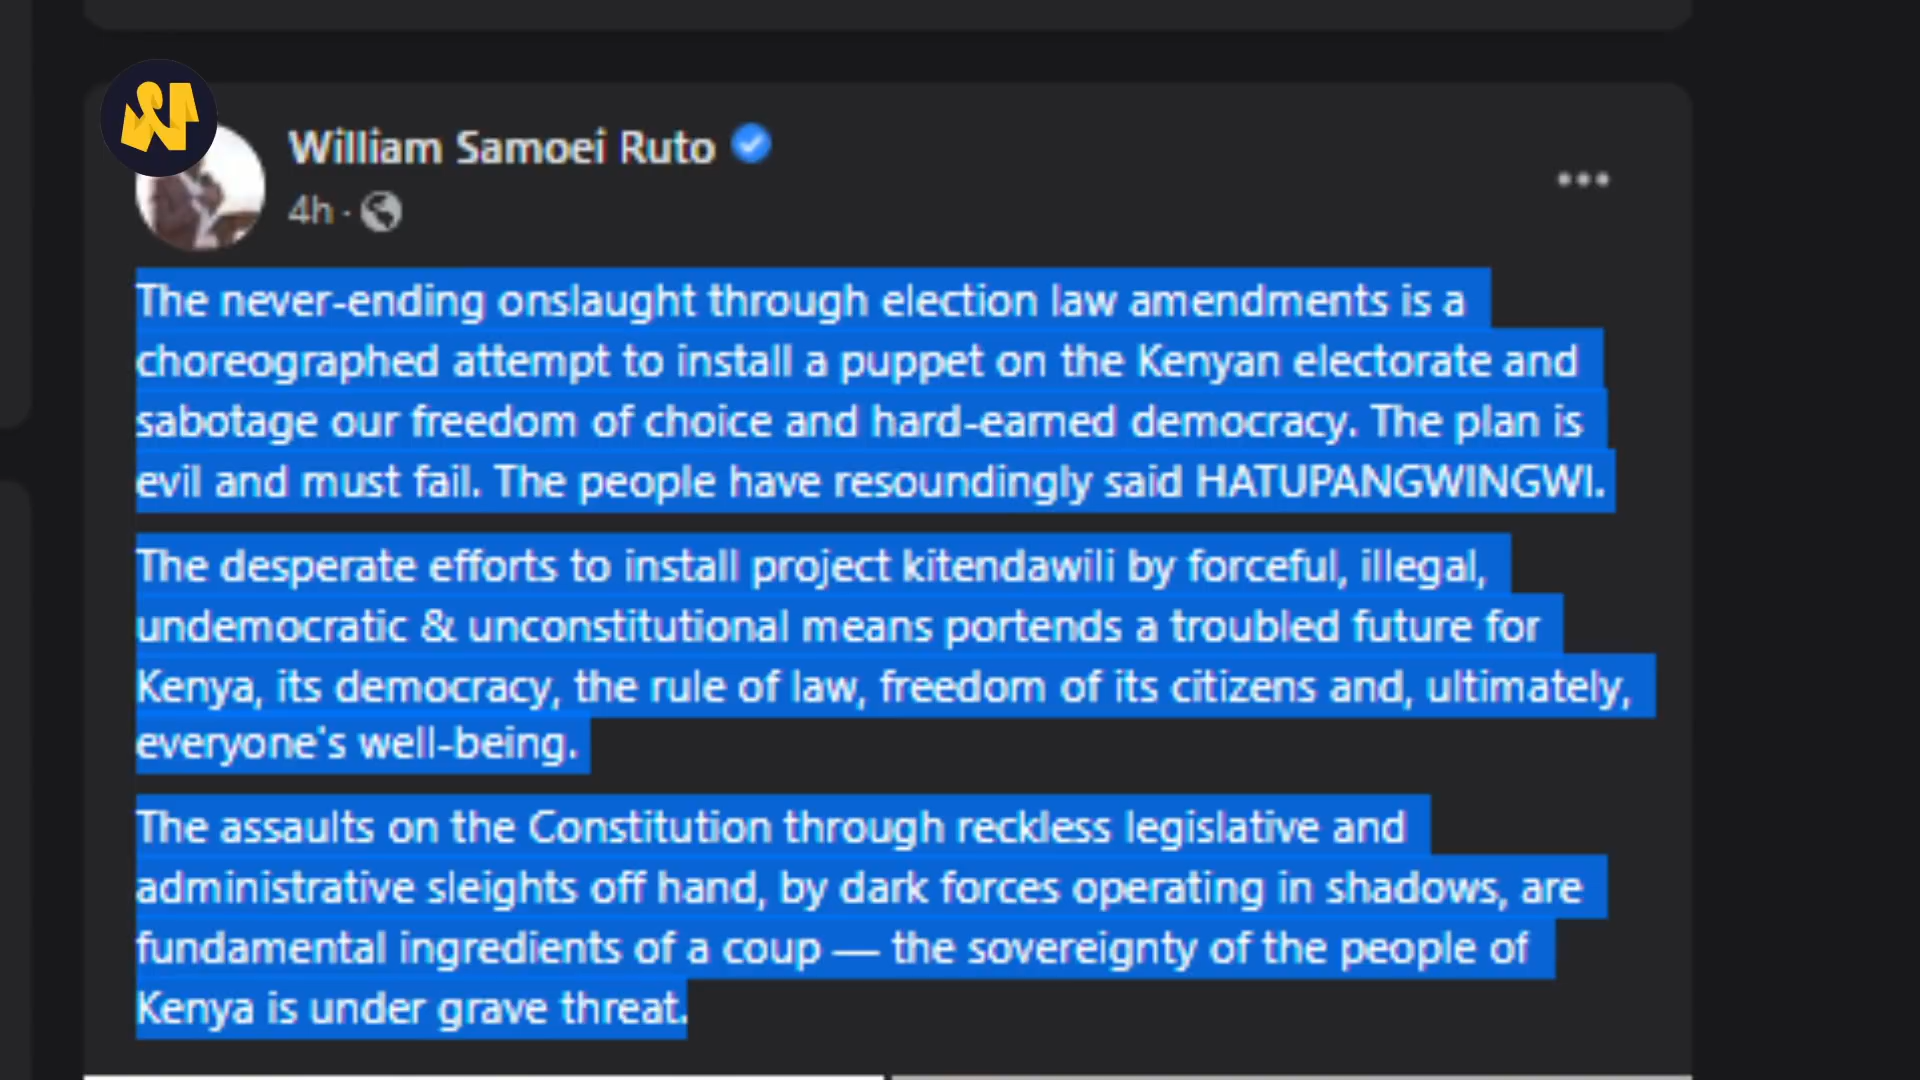 William Samoei Ruto
4h ·
The never-ending onslaught through election law amendments is a
choreographed attempt to install a puppet on the Kenyan electorate and
sabotage our freedom of choice and hard-earned democracy. The plan is
evil and must fail. The people have resoundingly said HATUPANGWINGWI.
The desperate efforts to install project kitendawili by forceful, illegal,
undemocratic & unconstitutional means portends a troubled future for
Kenya, its democracy, the rule of law, freedom of its citizens and, ultimately,
everyone's well-being.
The assaults on the Constitution through reckless legislative and
administrative sleights off hand, by dark forces operating in shadows, are
fundamental ingredients of a coup — the sovereignty of the people of
Kenya is under grave threat.